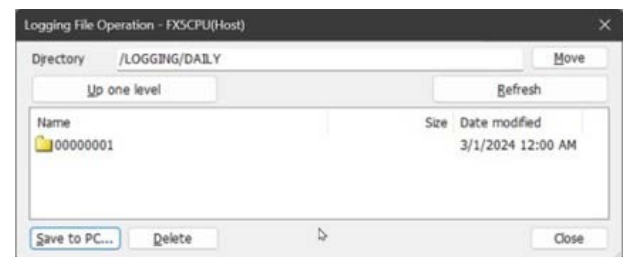 Logging File Operation - FX5CPU(Host)
Directory /LOGGING/DAILY Move
Up one level Refresh
Name Size Date modified
00000001 3/1/2024 12:00 AM
Save to PC... Delete Close